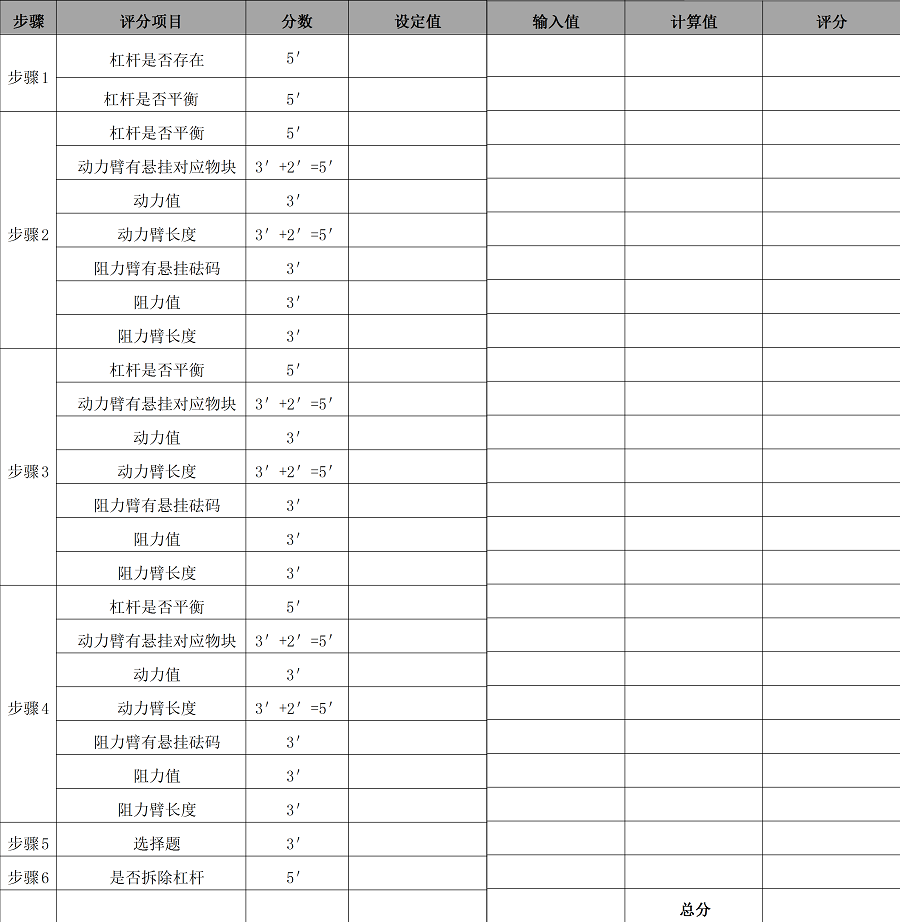 步骤 评分项目 分数 设定值 输入值 计算值 评分
步骤1 杠杆是否存在 5′
杠杆是否平衡 5′
步骤2 杠杆是否平衡 5′
动力臂有悬挂对应物块 3′+2′=5′
动力值 3′
动力臂长度 3′+2′=5′
阻力臂有悬挂砝码 3′
阻力值 3′
阻力臂长度 3′
步骤3 杠杆是否平衡 5′
动力臂有悬挂对应物块 3′+2′=5′
动力值 3′
动力臂长度 3′+2′=5′
阻力臂有悬挂砝码 3′
阻力值 3′
阻力臂长度 3′
步骤4 杠杆是否平衡 5′
动力臂有悬挂对应物块 3′+2′=5′
动力值 3′
动力臂长度 3′+2′=5′
阻力臂有悬挂砝码 3′
阻力值 3′
阻力臂长度 3′
步骤5 选择题 3′
步骤6 是否拆除杠杆 5′
总分